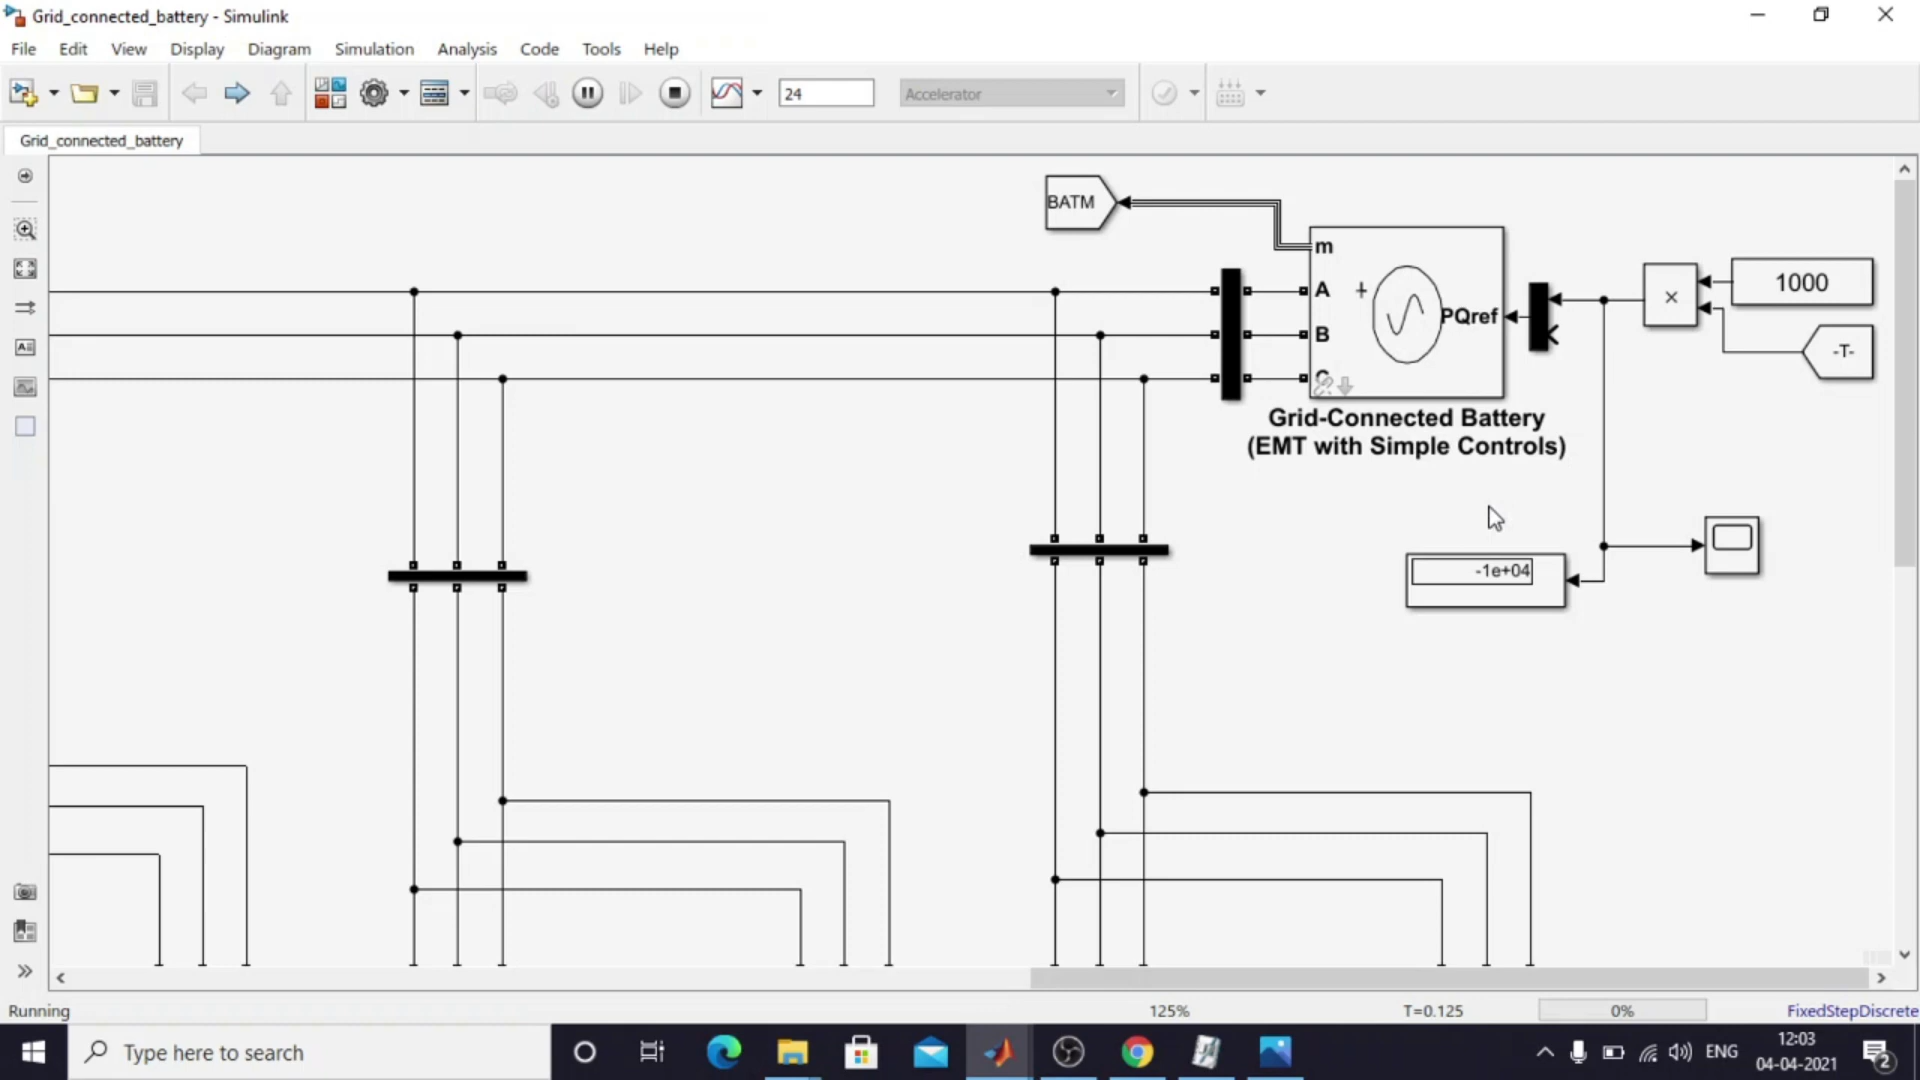 Grid_connected_battery - Simulink
File Edit View Display Diagram Simulation Analysis Code Tools Help
24
Accelerator
Grid_connected_battery
BATM
m
A
B
C
+
PQref
×
1000
-T-
Grid-Connected Battery
(EMT with Simple Controls)
-1e+04
Running
125%
T=0.125
0%
FixedStepDiscrete
Type here to search
ENG
12:03
04-04-2021
2